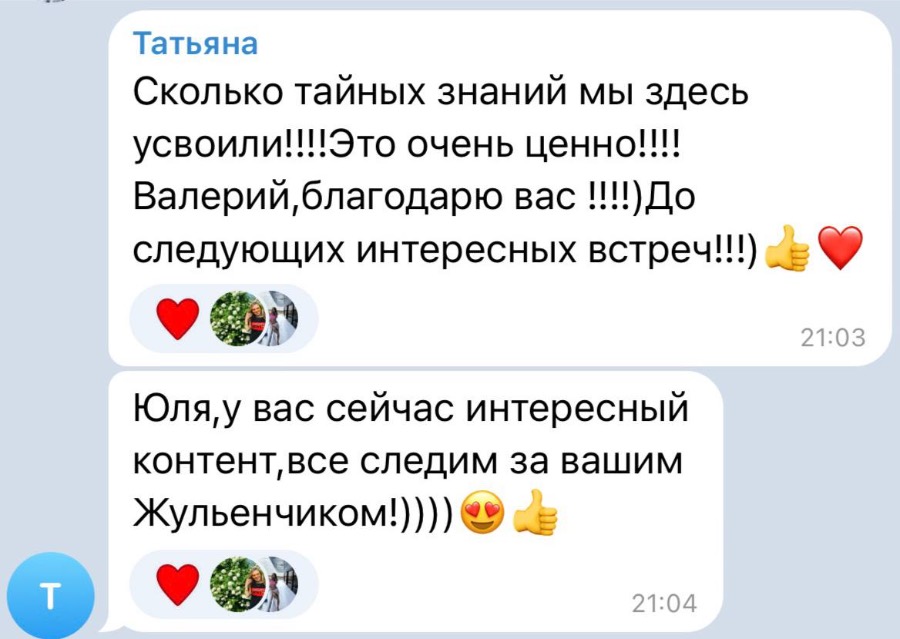 Татьяна
Сколько тайных знаний мы здесь
усвоили!!!!Это очень ценно!!!!
Валерий,благодарю вас !!!!)До
следующих интересных встреч!!!)👍❤️
21:03
Юля,у вас сейчас интересный
контент,все следим за вашим
Жульенчиком!))))😍👍
21:04
Т